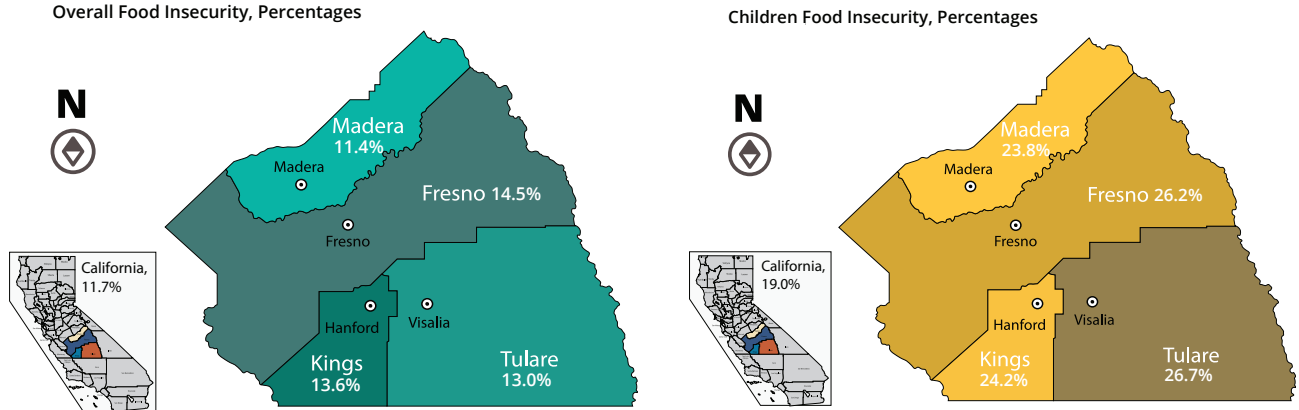 Overall Food Insecurity, Percentages
N
Madera
11.4%
Madera
Fresno 14.5%
Fresno
California,
11.7%
Hanford
Visalia
Kings
13.6%
Tulare
13.0%
Children Food Insecurity, Percentages
N
Madera
23.8%
Madera
Fresno 26.2%
Fresno
California,
19.0%
Hanford
Visalia
Kings
24.2%
Tulare
26.7%